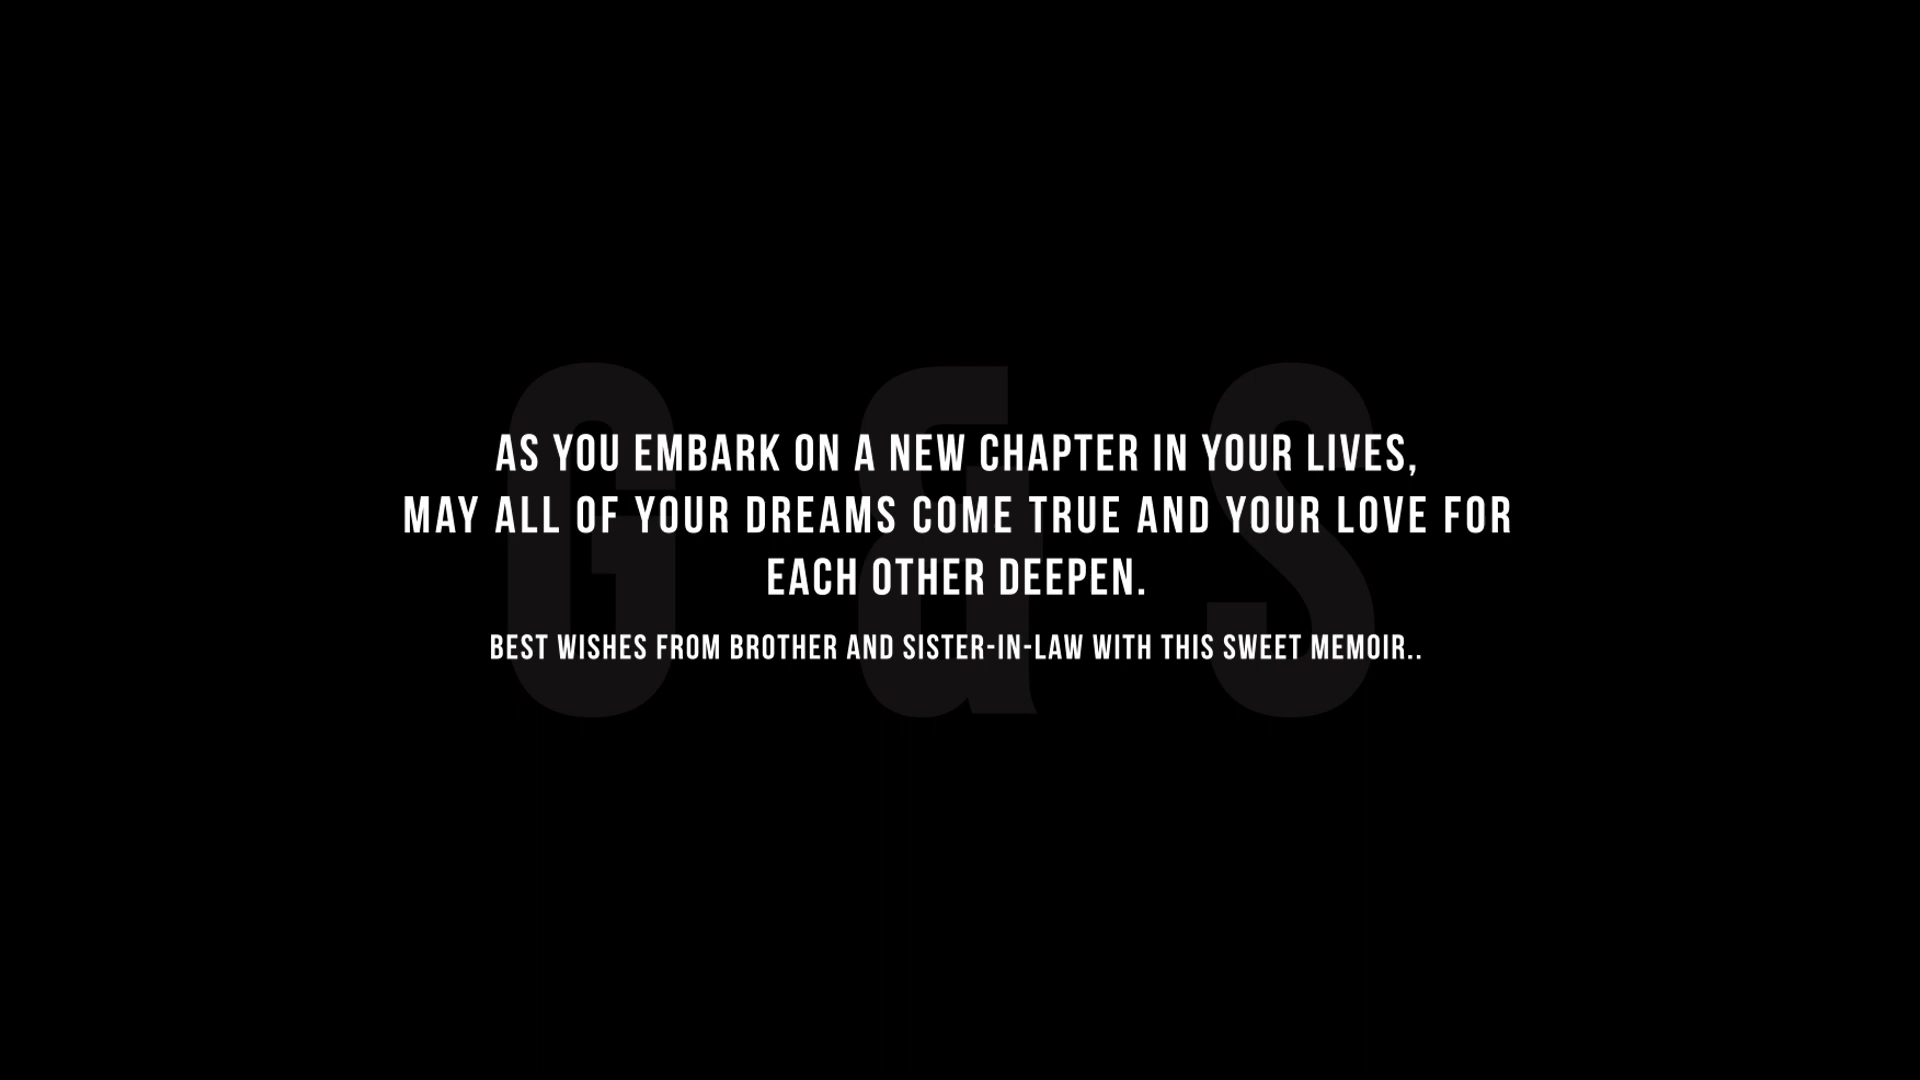 G & S
AS YOU EMBARK ON A NEW CHAPTER IN YOUR LIVES,
MAY ALL OF YOUR DREAMS COME TRUE AND YOUR LOVE FOR
EACH OTHER DEEPEN.
BEST WISHES FROM BROTHER AND SISTER-IN-LAW WITH THIS SWEET MEMOIR..